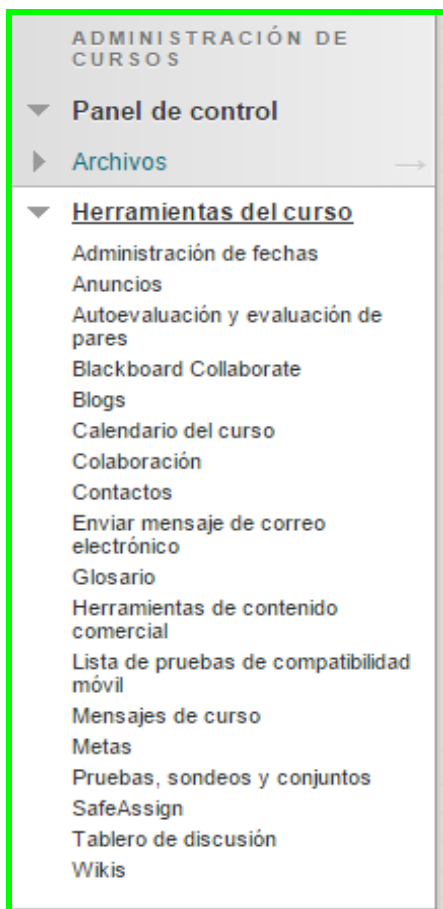 ADMINISTRACIÓN DE
CURSOS
Panel de control
Archivos
Herramientas del curso
Administración de fechas
Anuncios
Autoevaluación y evaluación de
pares
Blackboard Collaborate
Blogs
Calendario del curso
Colaboración
Contactos
Enviar mensaje de correo
electrónico
Glosario
Herramientas de contenido
comercial
Lista de pruebas de compatibilidad
móvil
Mensajes de curso
Metas
Pruebas, sondeos y conjuntos
SafeAssign
Tablero de discusión
Wikis